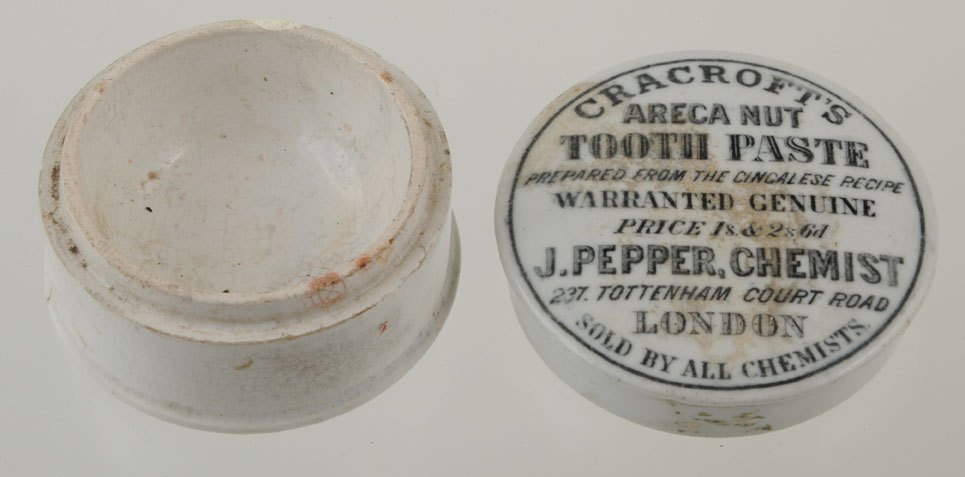 CRACROFT'S
ARECA NUT
TOOTH PASTE
PREPARED FROM THE CINCALESE RECIPE
WARRANTED GENUINE
PRICE 1s. & 2s. 6d
J. PEPPER, CHEMIST
237. TOTTENHAM COURT ROAD
LONDON
SOLD BY ALL CHEMISTS.